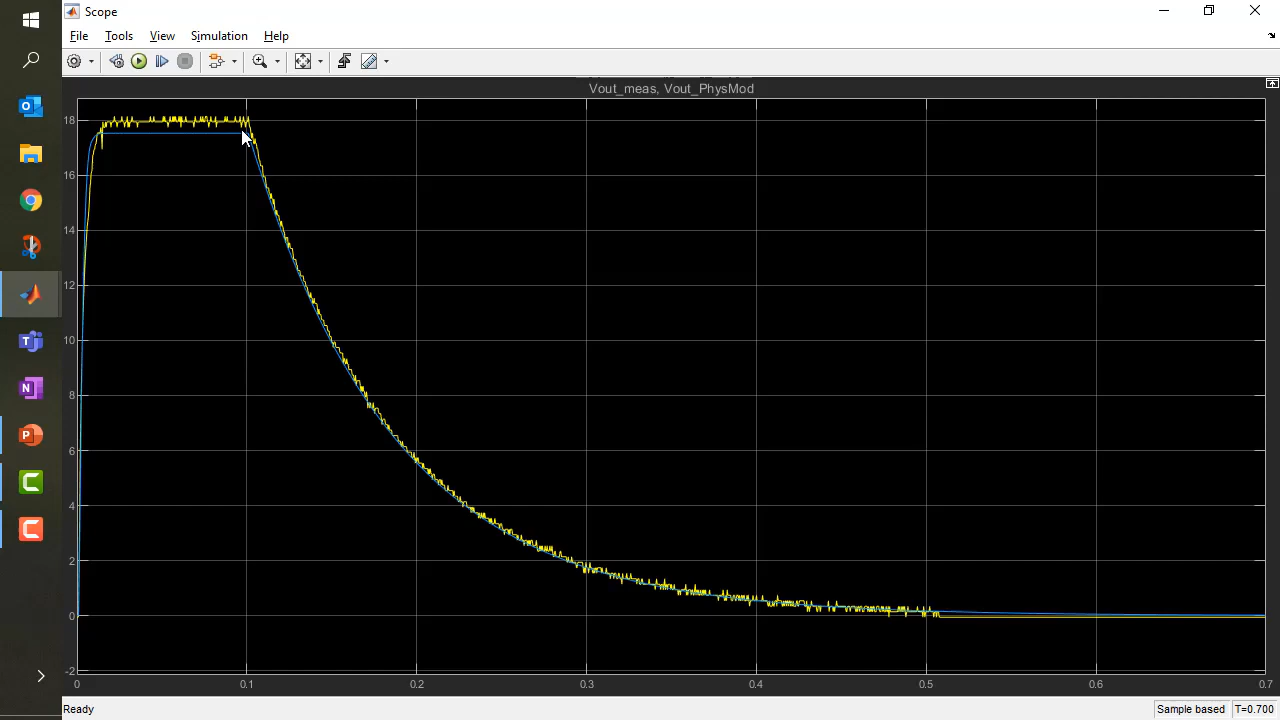 Scope
File Tools View Simulation Help
Vout_meas, Vout_PhysMod
18
16
14
12
10
8
6
4
2
0
-2
0 0.1 0.2 0.3 0.4 0.5 0.6 0.7
Ready Sample based T=0.700